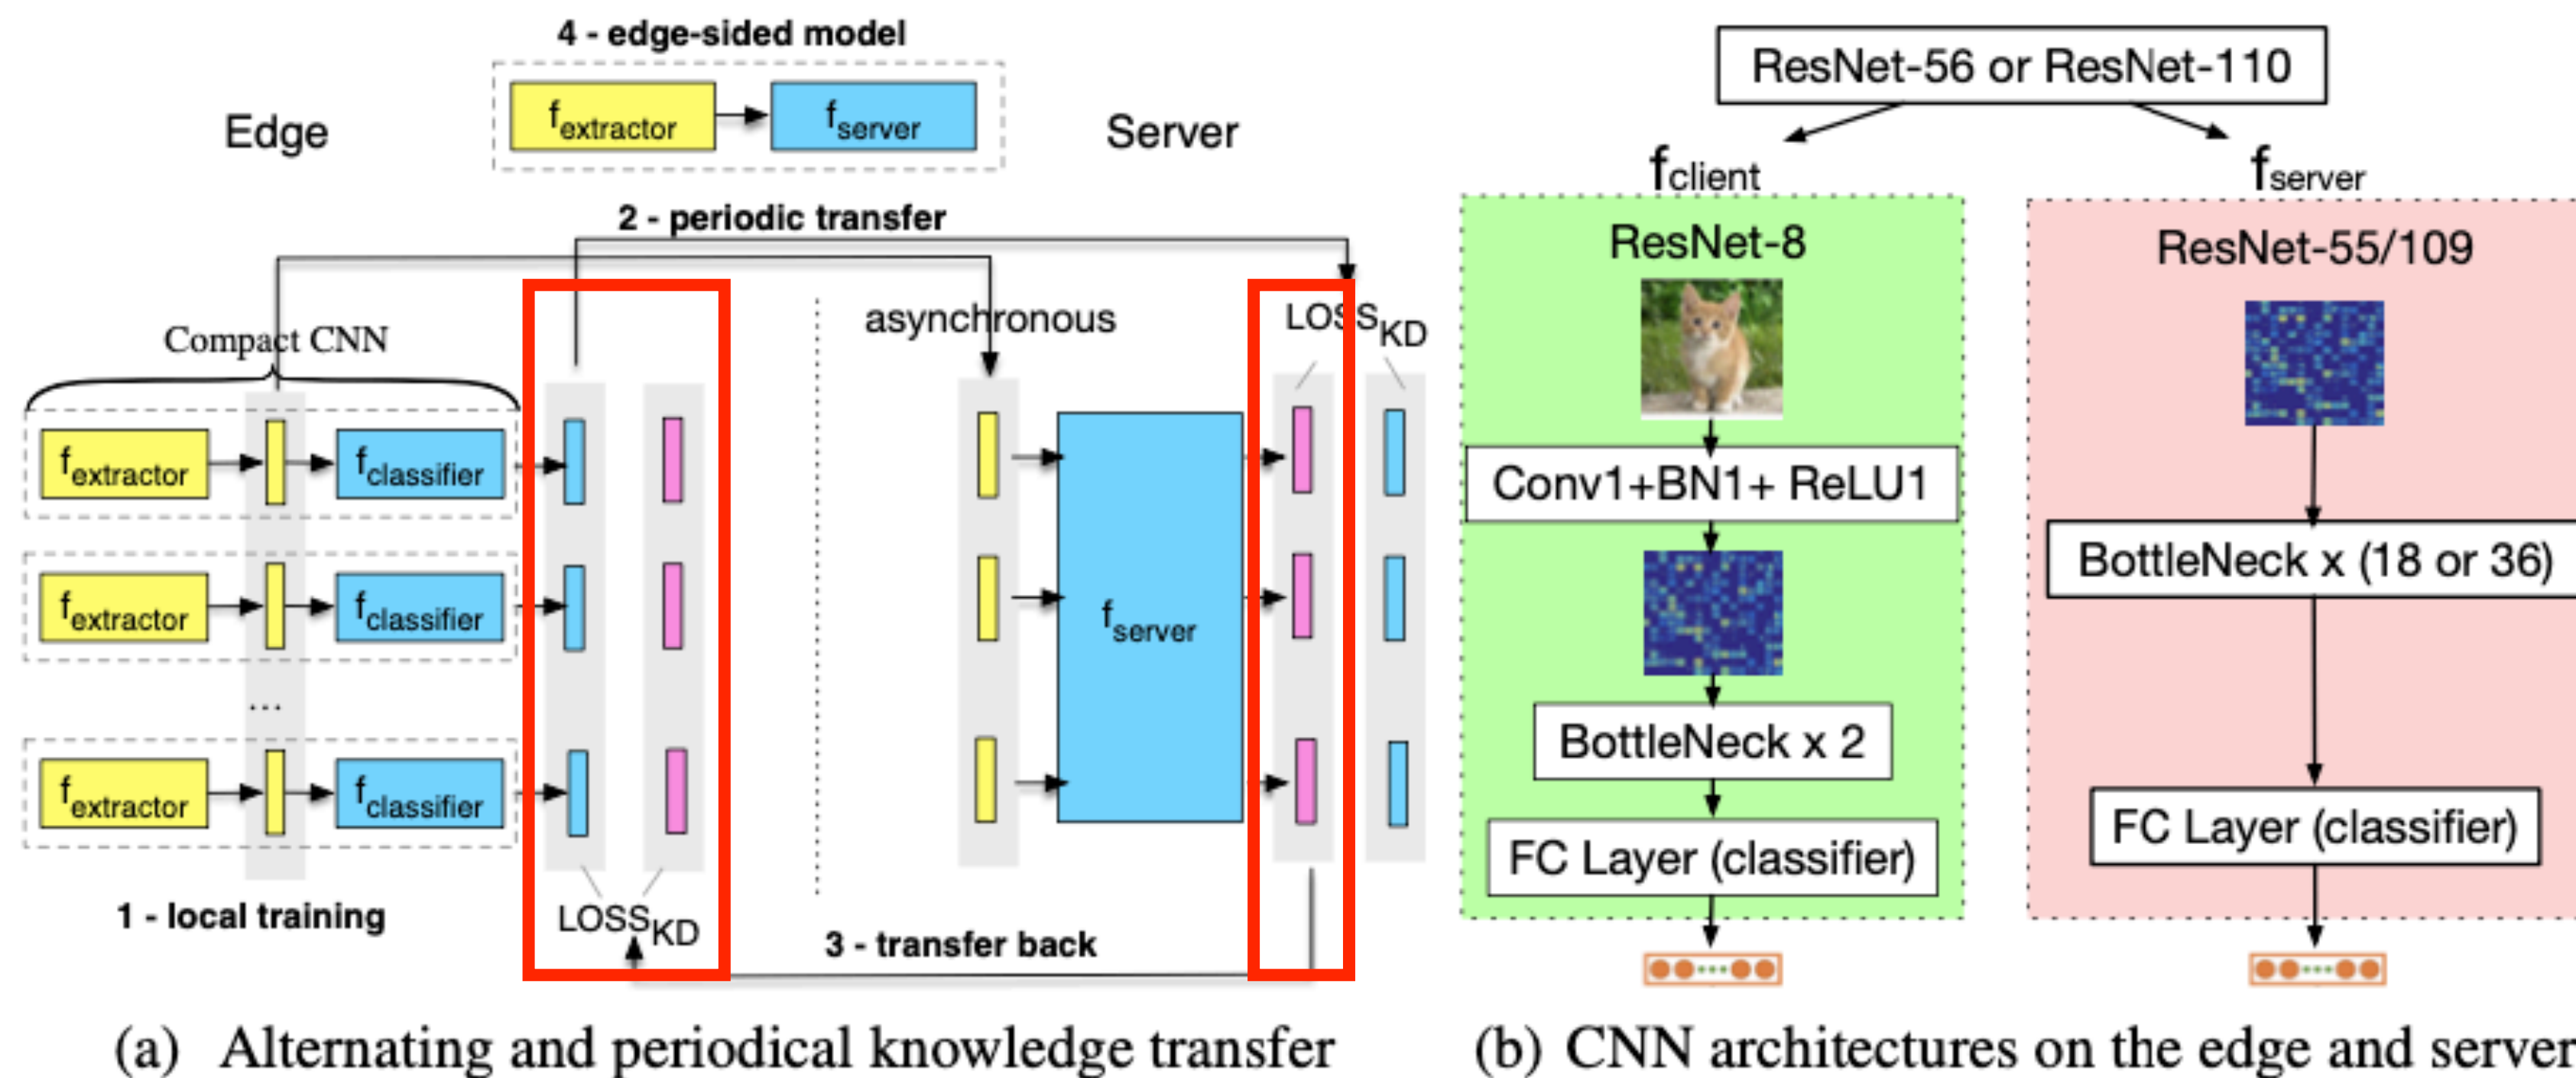 4 - edge-sided model
Edge
f extractor
f server
Server
2 - periodic transfer
Compact CNN
asynchronous
LOSS KD
f extractor
f classifier
f extractor
f classifier
f server
...
f extractor
f classifier
1 - local training
LOSS KD
3 - transfer back
(a) Alternating and periodical knowledge transfer
ResNet-56 or ResNet-110
f client
ResNet-8
Conv1+BN1+ ReLU1
BottleNeck x 2
FC Layer (classifier)
f server
ResNet-55/109
BottleNeck x (18 or 36)
FC Layer (classifier)
(b) CNN architectures on the edge and server